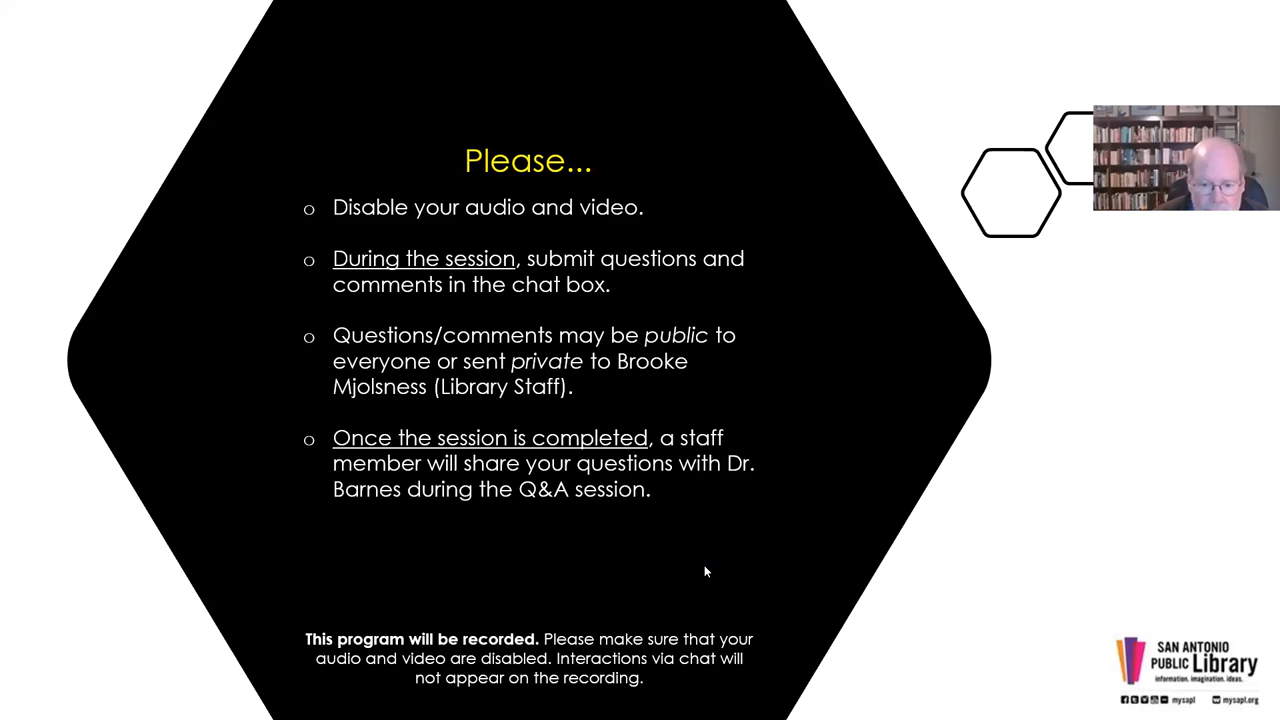 Please...
o Disable your audio and video.
o During the session, submit questions and
comments in the chat box.
o Questions/comments may be public to
everyone or sent private to Brooke
Mjolsness (Library Staff).
o Once the session is completed, a staff
member will share your questions with Dr.
Barnes during the Q&A session.
This program will be recorded. Please make sure that your
audio and video are disabled. Interactions via chat will
not appear on the recording.
SAN ANTONIO
PUBLIC Library
information. imagination. ideas.
mysapl mysapl.org